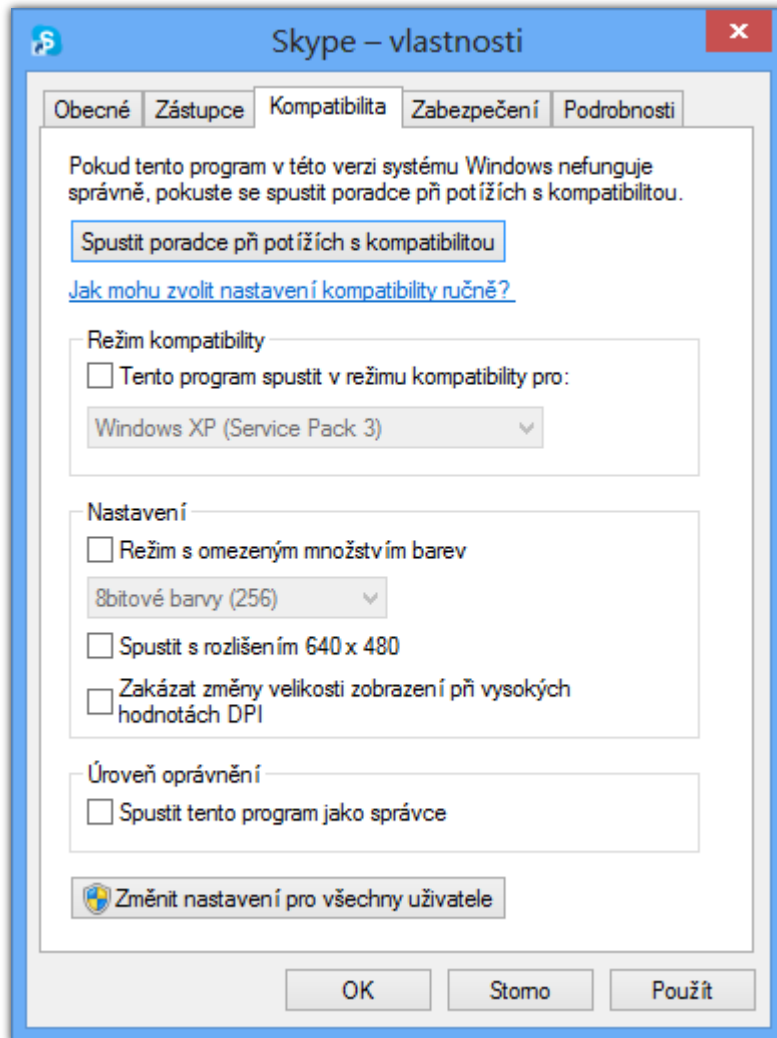 Skype – vlastnosti
Obecné
Zástupce
Kompatibilita
Zabezpečení
Podrobnosti
Pokud tento program v této verzi systému Windows nefunguje
správně, pokuste se spustit poradce při potížích s kompatibilitou.
Spustit poradce při potížích s kompatibilitou
Jak mohu zvolit nastavení kompatibility ručně?
Režim kompatibility
Tento program spustit v režimu kompatibility pro:
Windows XP (Service Pack 3)
Nastavení
Režim s omezeným množstvím barev
8bitové barvy (256)
Spustit s rozlišením 640 x 480
Zakázat změny velikosti zobrazení při vysokých
hodnotách DPI
Úroveň oprávnění
Spustit tento program jako správce
Změnit nastavení pro všechny uživatele
OK
Storno
Použít